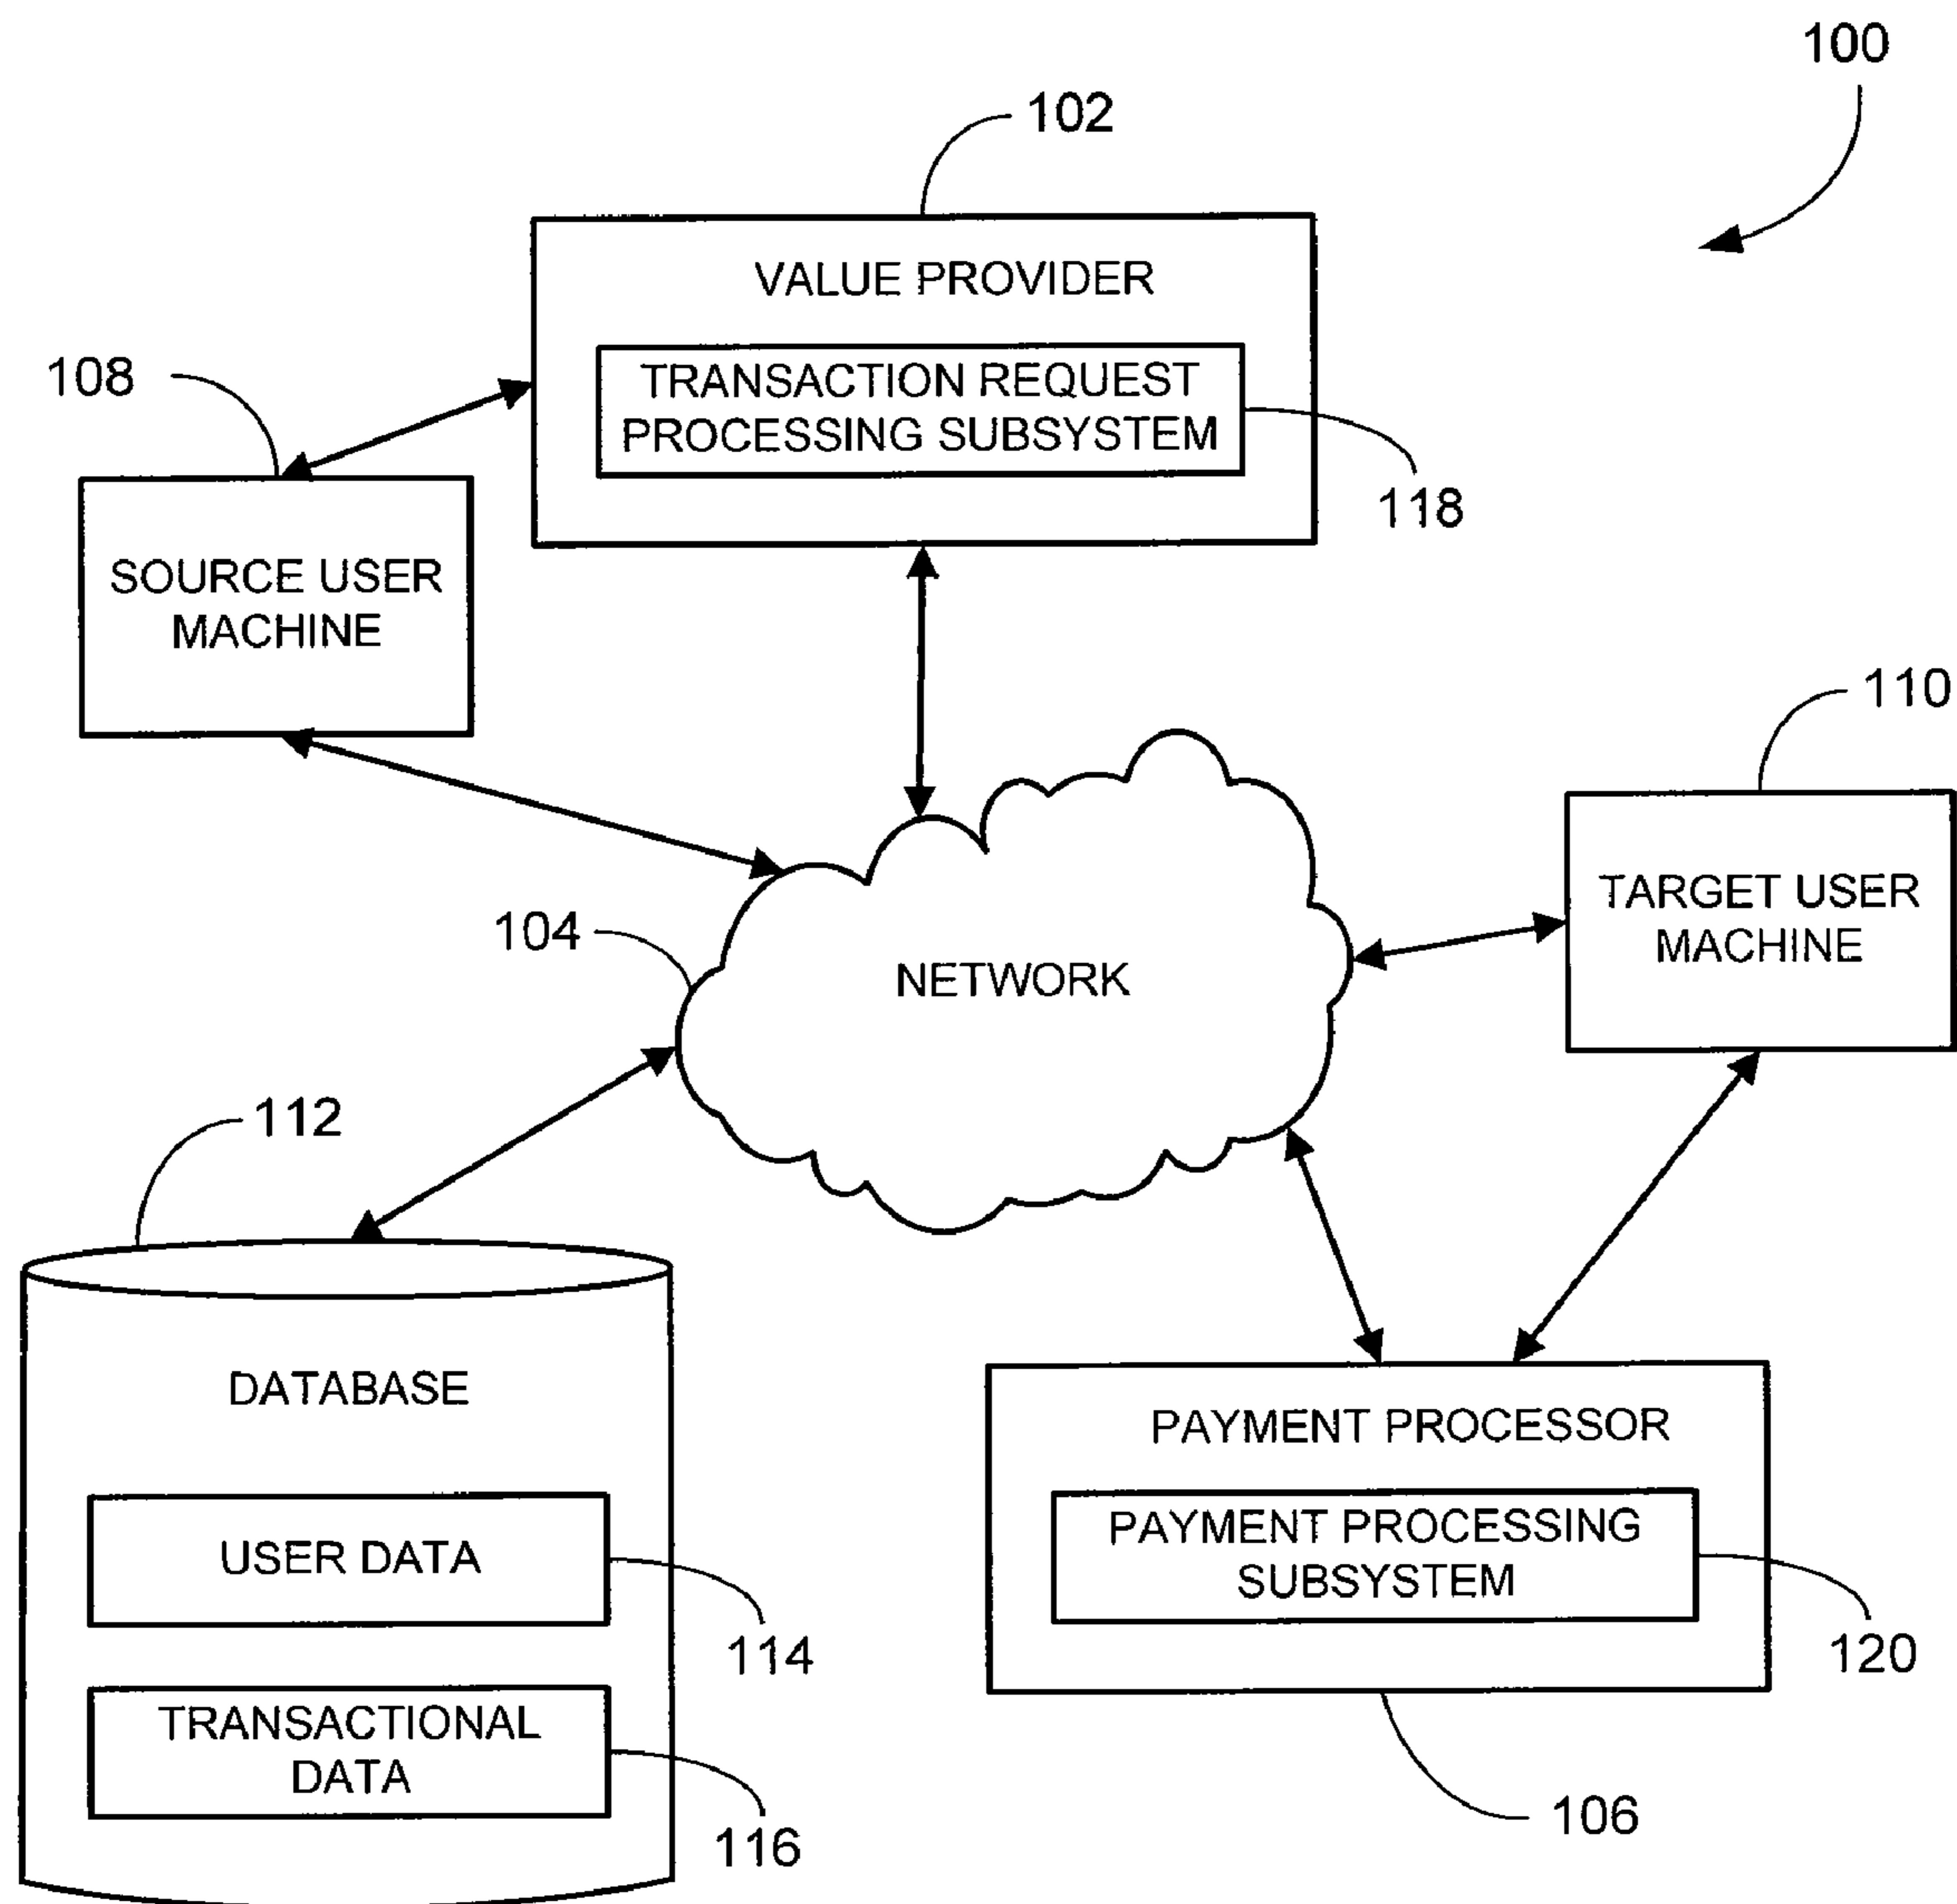 100
102
VALUE PROVIDER
108
TRANSACTION REQUEST
PROCESSING SUBSYSTEM
118
SOURCE USER
MACHINE
110
TARGET USER
MACHINE
104
NETWORK
112
DATABASE
PAYMENT PROCESSOR
USER DATA
PAYMENT PROCESSING
SUBSYSTEM
114
120
TRANSACTIONAL
DATA
116
106